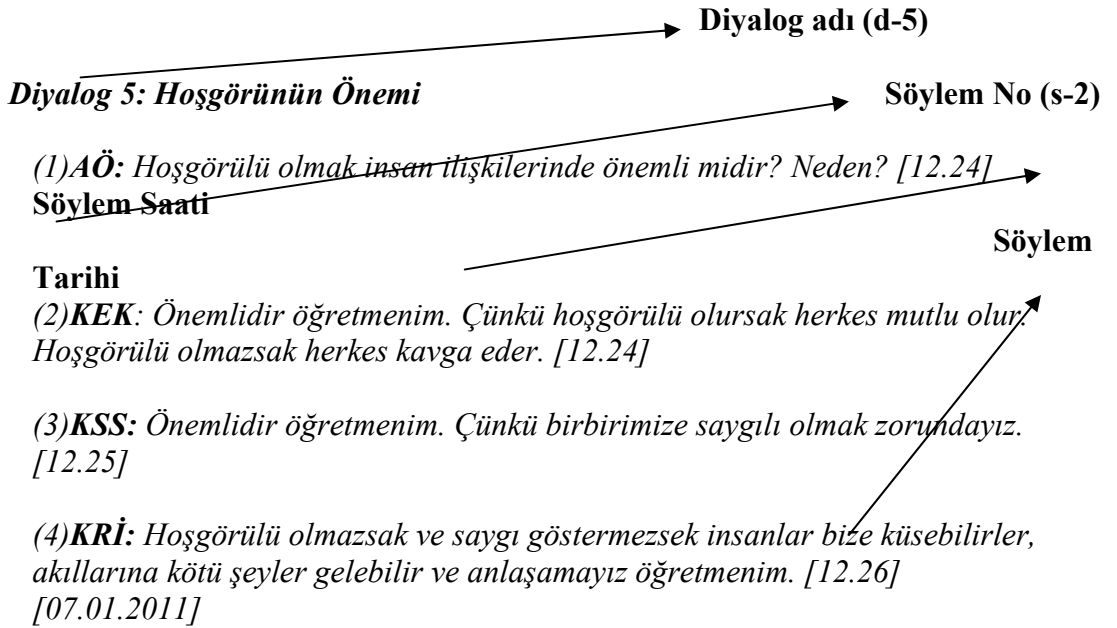 Diyalog adı (d-5)
Diyalog 5: Hoşgörünün Önemi
Söylem No (s-2)
(1)AÖ: Hoşgörülü olmak insan ilişkilerinde önemli midir? Neden? [12.24]
Söylem Saati
Söylem
Tarihi
(2)KEK: Önemlidir öğretmenim. Çünkü hoşgörülü olursak herkes mutlu olur.
Hoşgörülü olmazsak herkes kavga eder. [12.24]
(3)KSS: Önemlidir öğretmenim. Çünkü birbirimize saygılı olmak zorundayız.
[12.25]
(4)KRİ: Hoşgörülü olmazsak ve saygı göstermezsek insanlar bize küsebilirler,
akıllarına kötü şeyler gelebilir ve anlaşamayız öğretmenim. [12.26]
[07.01.2011]